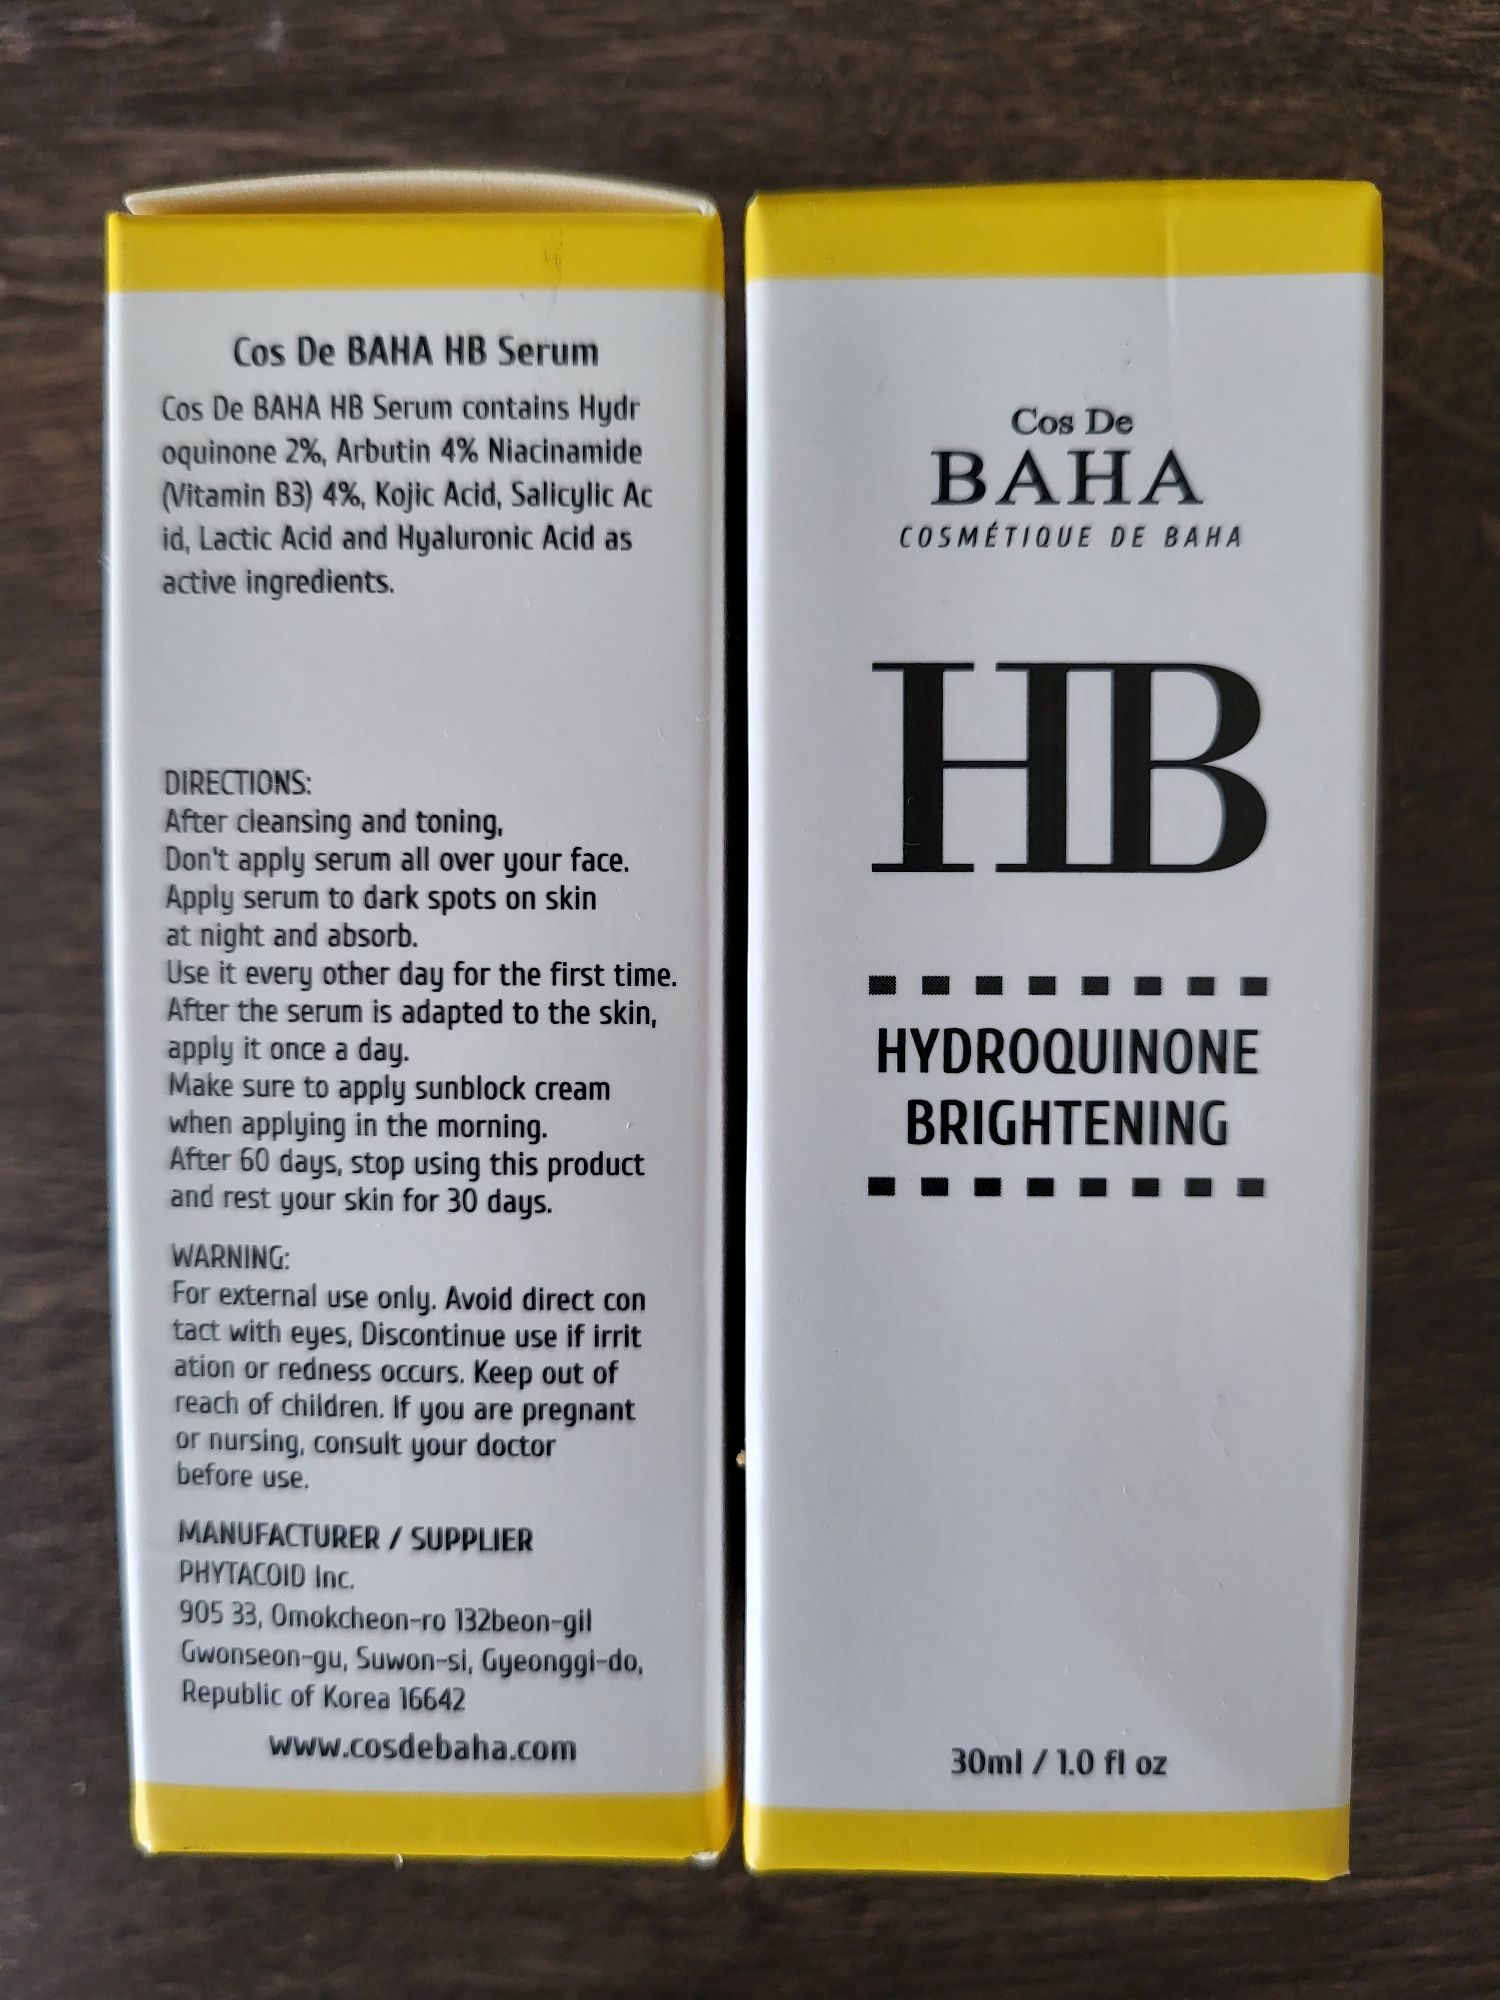 Cos De BAHA HB Serum
Cos De BAHA HB Serum contains Hydr
oquinone 2%, Arbutin 4% Niacinamide
(Vitamin B3) 4%, Kojic Acid, Salicylic Ac
id, Lactic Acid and Hyaluronic Acid as
active ingredients.
DIRECTIONS:
After cleansing and toning,
Don't apply serum all over your face.
Apply serum to dark spots on skin
at night and absorb.
Use it every other day for the first time.
After the serum is adapted to the skin,
apply it once a day.
Make sure to apply sunblock cream
when applying in the morning.
After 60 days, stop using this product
and rest your skin for 30 days.
WARNING:
For external use only. Avoid direct con
tact with eyes, Discontinue use if irrit
ation or redness occurs. Keep out of
reach of children. If you are pregnant
or nursing, consult your doctor
before use.
MANUFACTURER / SUPPLIER
PHYTACOID Inc.
905 33, Omokcheon-ro 132beon-gil
Gwonseon-gu, Suwon-si, Gyeonggi-do,
Republic of Korea 16642
www.cosdebaha.com
Cos De
BAHA
COSMÉTIQUE DE BAHA
HB
HYDROQUINONE
BRIGHTENING
30ml / 1.0 fl oz